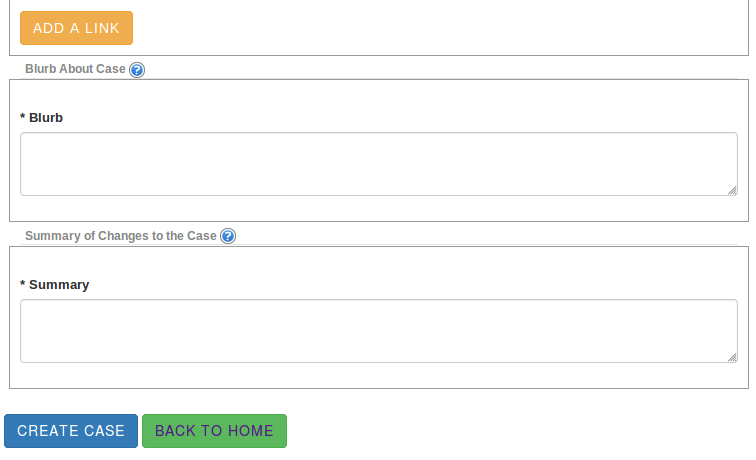 ADD A LINK
Blurb About Case ?
* Blurb
Summary of Changes to the Case ?
* Summary
CREATE CASE BACK TO HOME